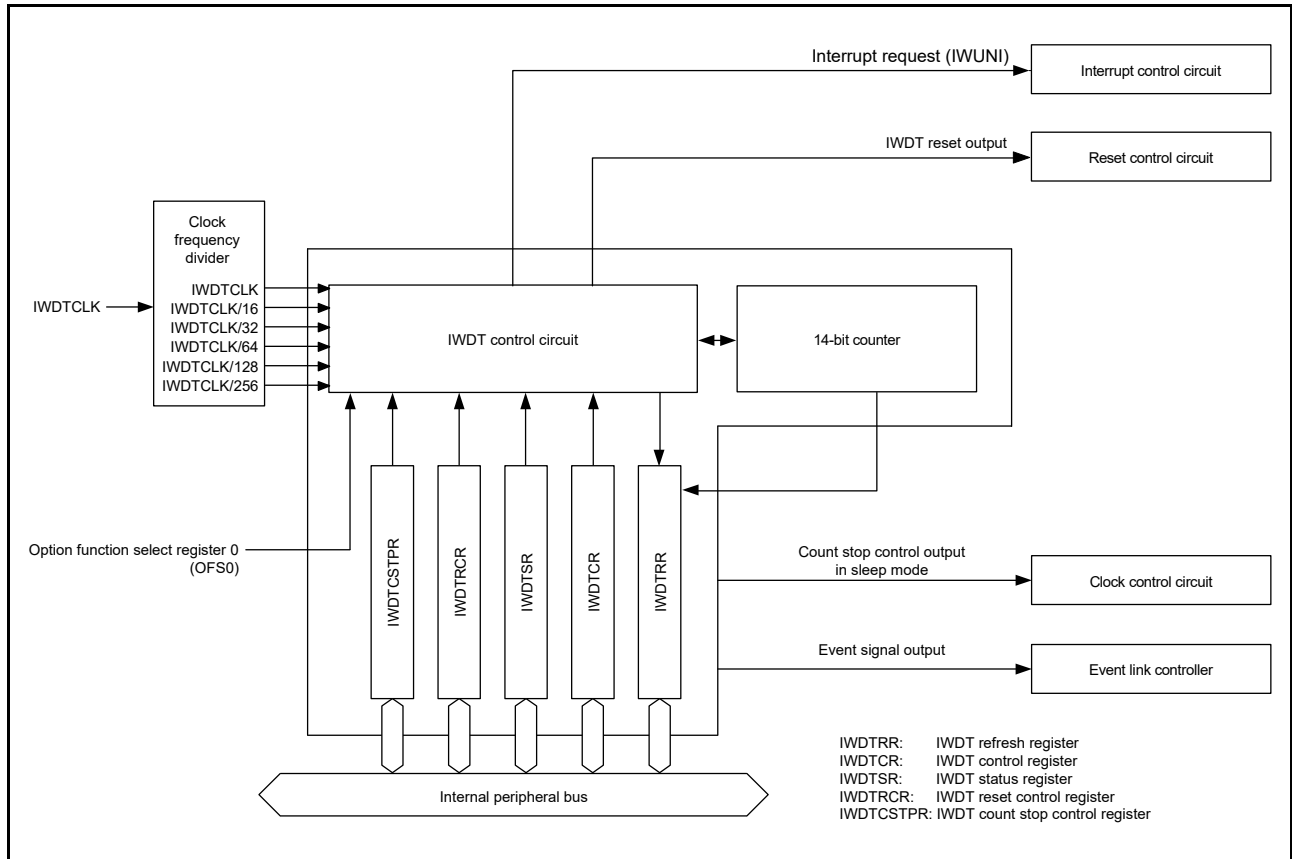 Interrupt request (IWUNI)
Interrupt control circuit
IWDT reset output
Reset control circuit
Clock
frequency
divider
IWDTCLK
IWDTCLK
IWDTCLK/16
IWDTCLK/32
IWDTCLK/64
IWDTCLK/128
IWDTCLK/256
IWDT control circuit
14-bit counter
Option function select register 0
(OFS0)
IWDTCSTPR
IWDTRCR
IWDTSR
IWDTCR
IWDTRR
Count stop control output
in sleep mode
Clock control circuit
Event signal output
Event link controller
Internal peripheral bus
IWDTRR: IWDT refresh register
IWDTCR: IWDT control register
IWDTSR: IWDT status register
IWDTRCR: IWDT reset control register
IWDTCSTPR: IWDT count stop control register